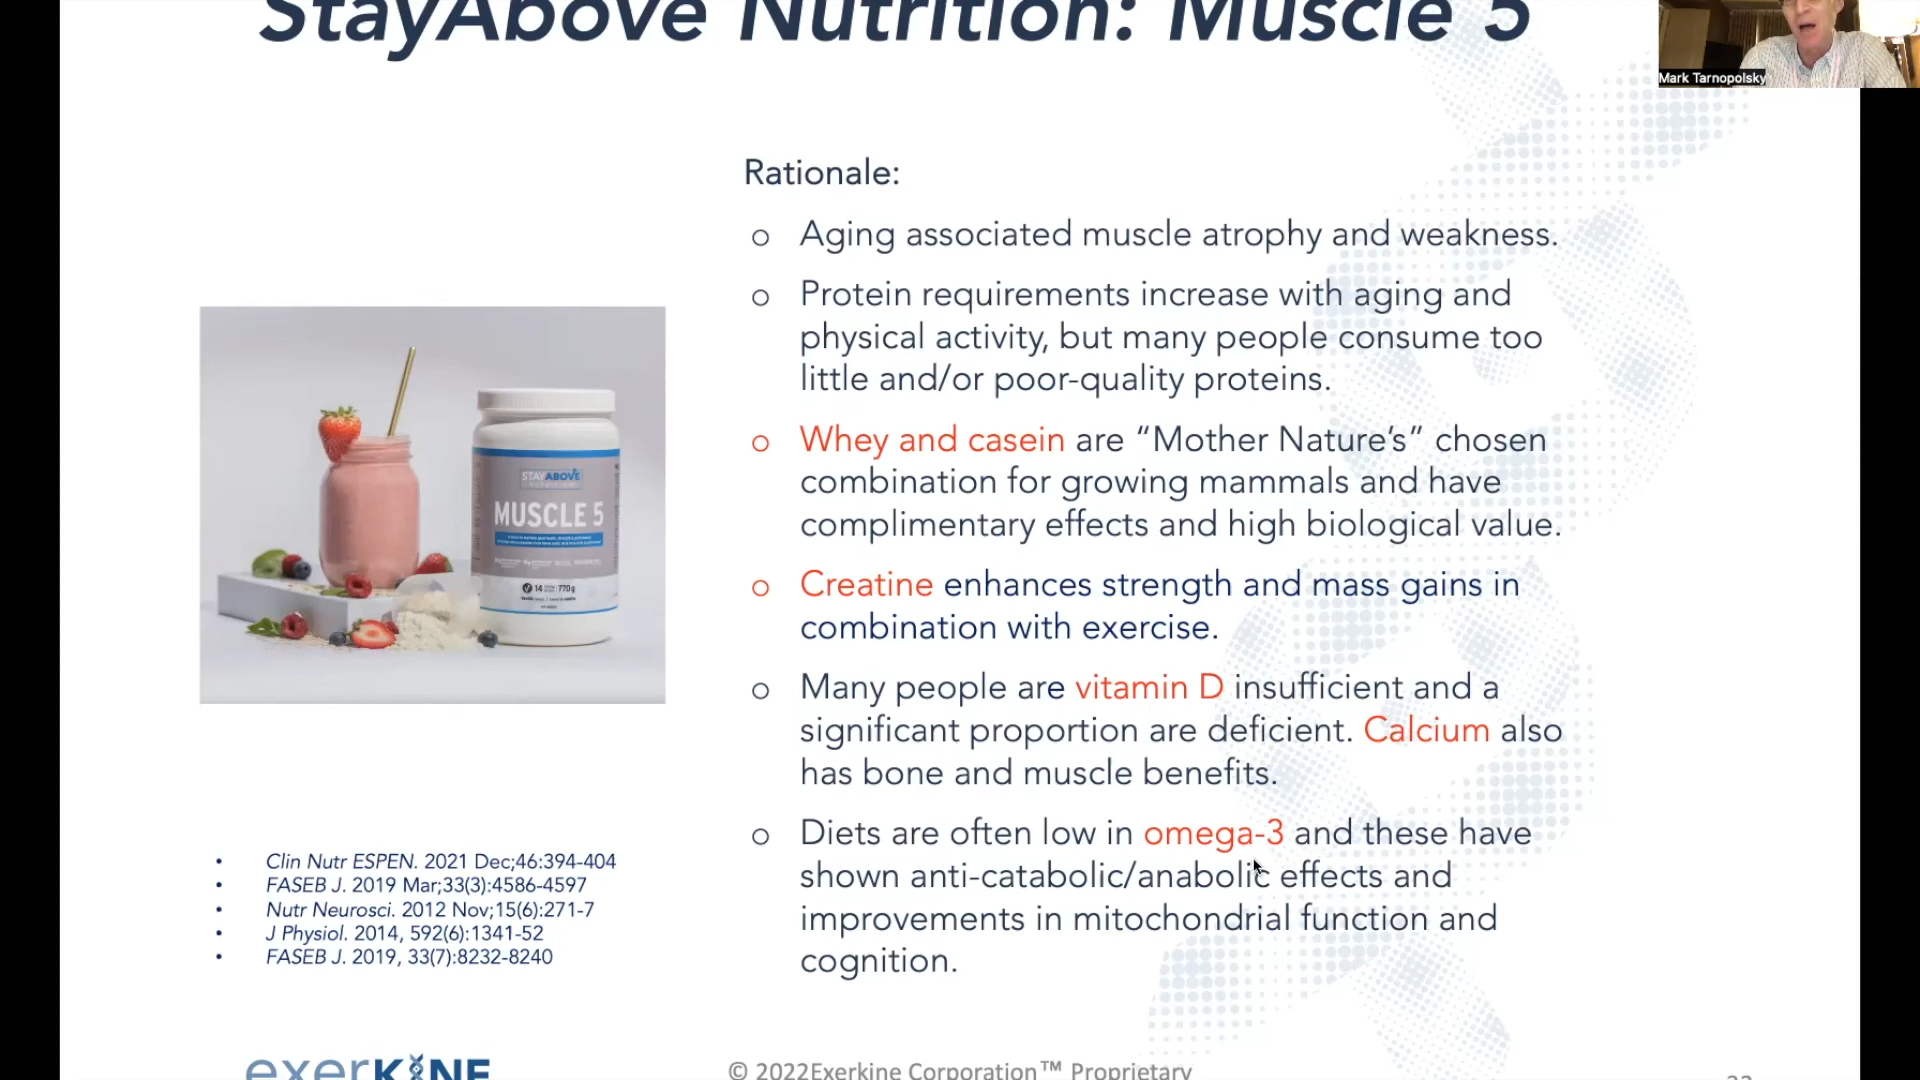 StayAbove Nutrition: Muscle 5
Mark Tarnopolsky
Rationale:
o Aging associated muscle atrophy and weakness.
o Protein requirements increase with aging and
physical activity, but many people consume too
little and/or poor-quality proteins.
o Whey and casein are “Mother Nature’s” chosen
combination for growing mammals and have
complimentary effects and high biological value.
o Creatine enhances strength and mass gains in
combination with exercise.
o Many people are vitamin D insufficient and a
significant proportion are deficient. Calcium also
has bone and muscle benefits.
o Diets are often low in omega-3 and these have
shown anti-catabolic/anabolic effects and
improvements in mitochondrial function and
cognition.
STAYABOVE
NUTRITION
MUSCLE 5
14 770g
• Clin Nutr ESPEN. 2021 Dec;46:394-404
• FASEB J. 2019 Mar;33(3):4586-4597
• Nutr Neurosci. 2012 Nov;15(6):271-7
• J Physiol. 2014, 592(6):1341-52
• FASEB J. 2019, 33(7):8232-8240
exerkine
© 2022Exerkine Corporation™ Proprietary